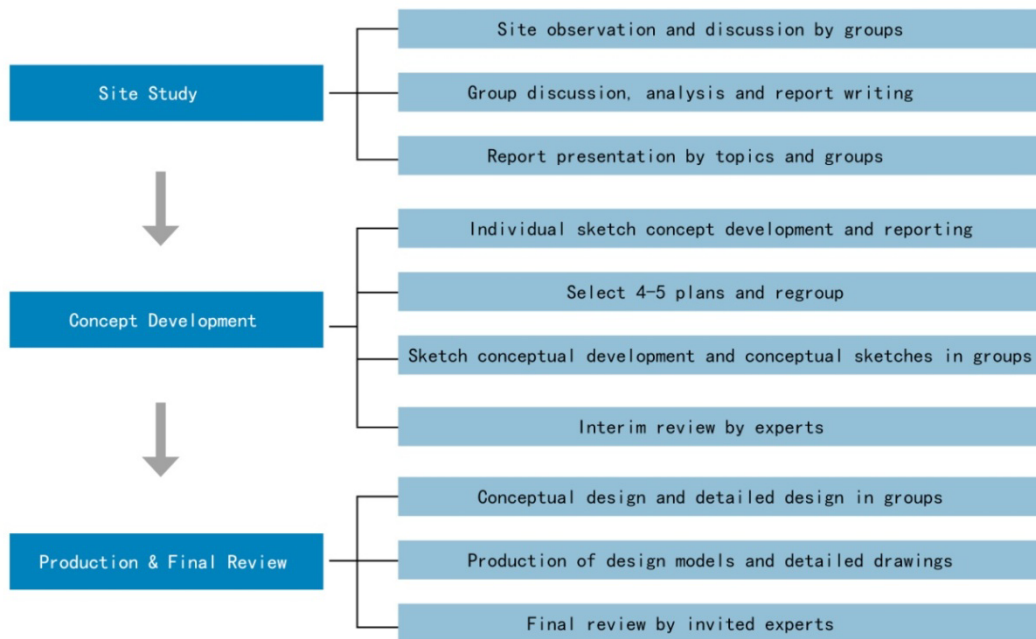 Site Study
Site observation and discussion by groups
Group discussion, analysis and report writing
Report presentation by topics and groups
Concept Development
Individual sketch concept development and reporting
Select 4-5 plans and regroup
Sketch conceptual development and conceptual sketches in groups
Interim review by experts
Production & Final Review
Conceptual design and detailed design in groups
Production of design models and detailed drawings
Final review by invited experts